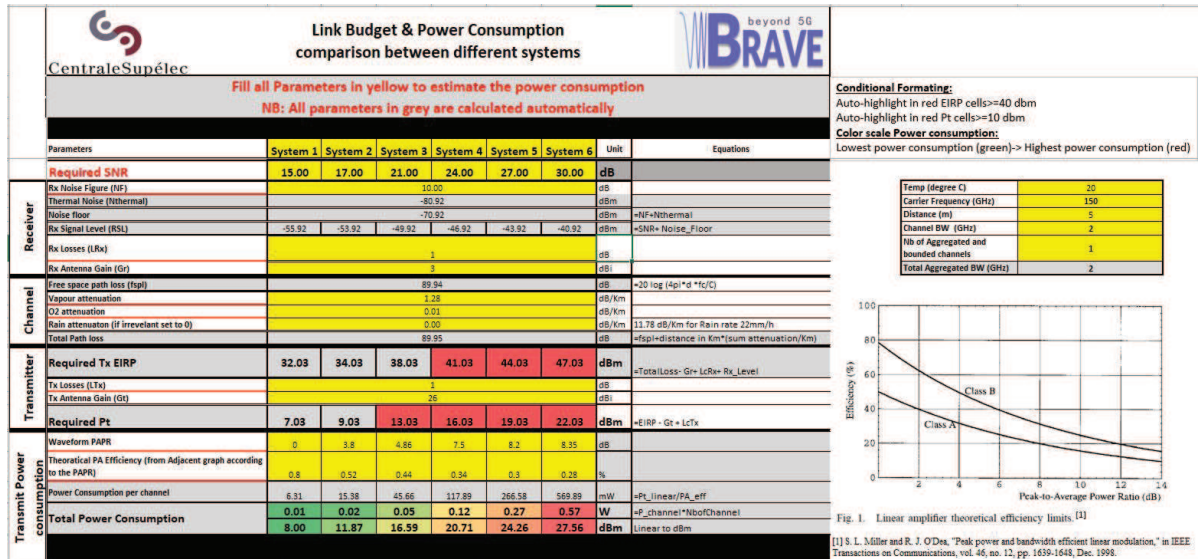 CentraleSupélec
Link Budget & Power Consumption
comparison between different systems
beyond 5G
BRAVE
Fill all Parameters in yellow to estimate the power consumption
NB: All parameters in grey are calculated automatically
Conditional Formating:
Auto-highlight in red EIRP cells>=40 dbm
Auto-highlight in red Pt cells>=10 dbm
Color scale Power consumption:
Lowest power consumption (green)-> Highest power consumption (red)
Parameters System 1 System 2 System 3 System 4 System 5 System 6 Unit Equations
Required SNR 15.00 17.00 21.00 24.00 27.00 30.00 dB
Receiver
Rx Noise Figure (NF) 10.00 dB
Thermal Noise (Nthermal) -80.92 dBm
Noise floor -70.92 dBm =NF+Nthermal
Rx Signal Level (RSL) -55.92 -53.92 -49.92 -46.92 -43.92 -40.92 dBm =SNR+ Noise_Floor
Rx Losses (LRx) 1 dB
Rx Antenna Gain (Gr) 3 dBi
Channel
Free space path loss (fspl) 89.94 dB =20 log (4pi*d *fc/C)
Vapour attenuation 1.28 dB/Km
O2 attenuation 0.01 dB/Km
Rain attenuaton (if irrevelant set to 0) 0.00 dB/Km 11.78 dB/Km for Rain rate 22mm/h
Total Path loss 89.95 dB =fspl+distance in Km*(sum attenuation/Km)
Transmitter
Required Tx EIRP 32.03 34.03 38.03 41.03 44.03 47.03 dBm =TotalLoss- Gr+ LcRx+ Rx_Level
Tx Losses (LTx) 1 dB
Tx Antenna Gain (Gt) 26 dBi
Required Pt 7.03 9.03 13.03 16.03 19.03 22.03 dBm =EIRP - Gt + LcTx
Transmit Power
consumption
Waveform PAPR 0 3.8 4.86 7.5 8.2 8.35 dB
Theoratical PA Efficiency (from Adjacent graph according
to the PAPR) 0.8 0.52 0.44 0.34 0.3 0.28 %
Power Consumption per channel 6.31 15.38 45.66 117.89 266.58 569.89 mW =Pt_linear/PA_eff
Total Power Consumption 0.01 0.02 0.05 0.12 0.27 0.57 W =P_channel*NbofChannel
8.00 11.87 16.59 20.71 24.26 27.56 dBm Linear to dBm
Temp (degree C) 20
Carrier Frequency (GHz) 150
Distance (m) 5
Channel BW (GHz) 2
Nb of Aggregated and
bounded channels 1
Total Aggregated BW (GHz) 2
100
80
60
40
20
0
Efficiency (%)
Class B
Class A
2 4 6 8 10 12 14
Peak-to-Average Power Ratio (dB)
Fig. 1. Linear amplifier theoretical efficiency limits.[1]
[1] S. L. Miller and R. J. O'Dea, "Peak power and bandwidth efficient linear modulation," in IEEE
Transactions on Communications, vol. 46, no. 12, pp. 1639-1648, Dec. 1998.